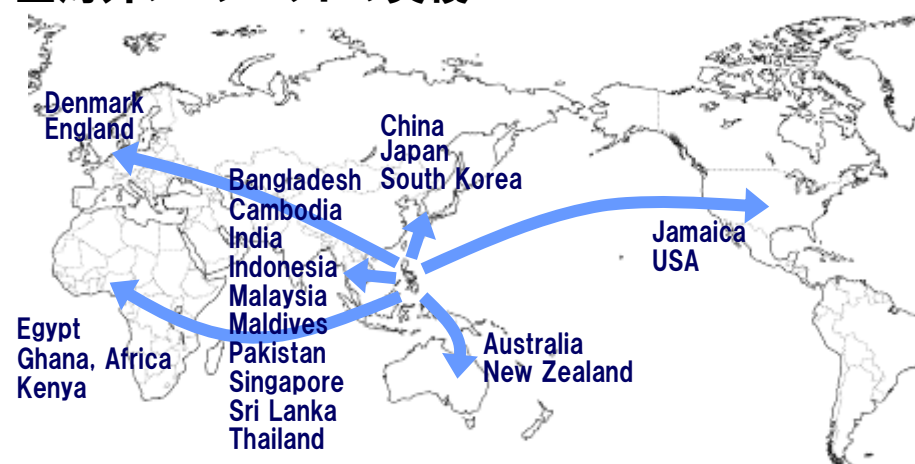 Denmark
England
China
Japan
South Korea
Bangladesh
Cambodia
India
Indonesia
Malaysia
Maldives
Pakistan
Singapore
Sri Lanka
Thailand
Jamaica
USA
Egypt
Ghana, Africa
Kenya
Australia
New Zealand